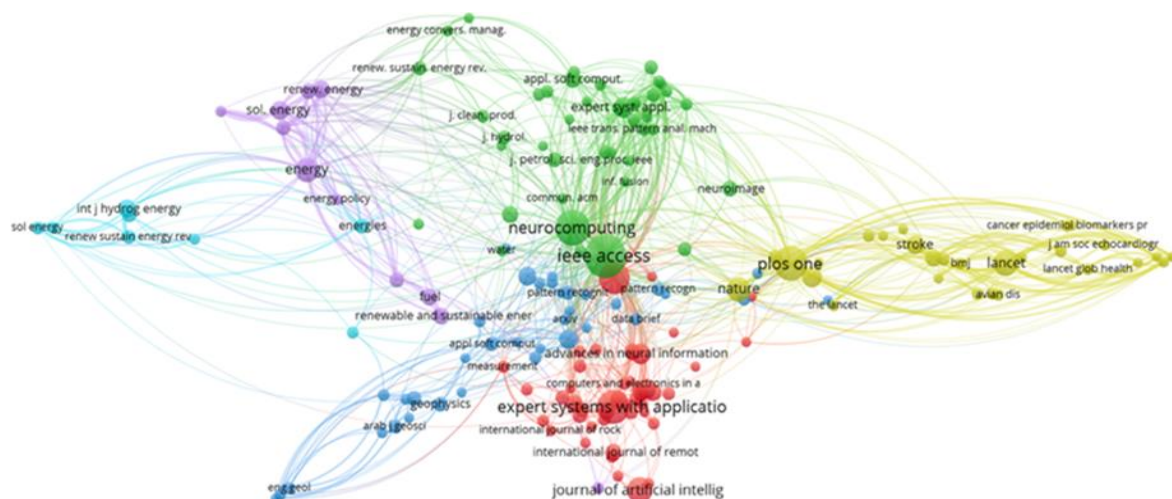 energy convers. manag.
renew. sustain. energy rev.
appl. soft comput.
renew. energy
sol. energy
expert syst. appl.
j. clean. prod.
ieee trans. pattern anal. mach
j. hydrol.
j. petrol. sci. eng.
proc. ieee
energy
inf. fusion
neuroimage
commun. acm
energy policy
int j hydrog energy
sol energy
energies
neurocomputing
cancer epidemiol biomarkers pr
renew sustain energy rev
water
ieee access
stroke
j am soc echocardiogr
plos one
bmj
lancet
lancet glob health
pattern recogn
pattern recogn
nature
fuel
avian dis
the lancet
renewable and sustainable ener
arxiv
data brief
appl soft comput
advances in neural information
measurement
computers and electronics in a
geophysics
expert systems with applicatio
arab j geosci
international journal of rock
international journal of remot
eng geol
journal of artificial intellig